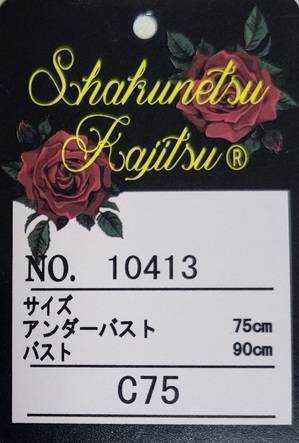 Shakunetsu
Kajitsu®
NO. 10413
サイズ
アンダーバスト 75cm
バスト 90cm
C75